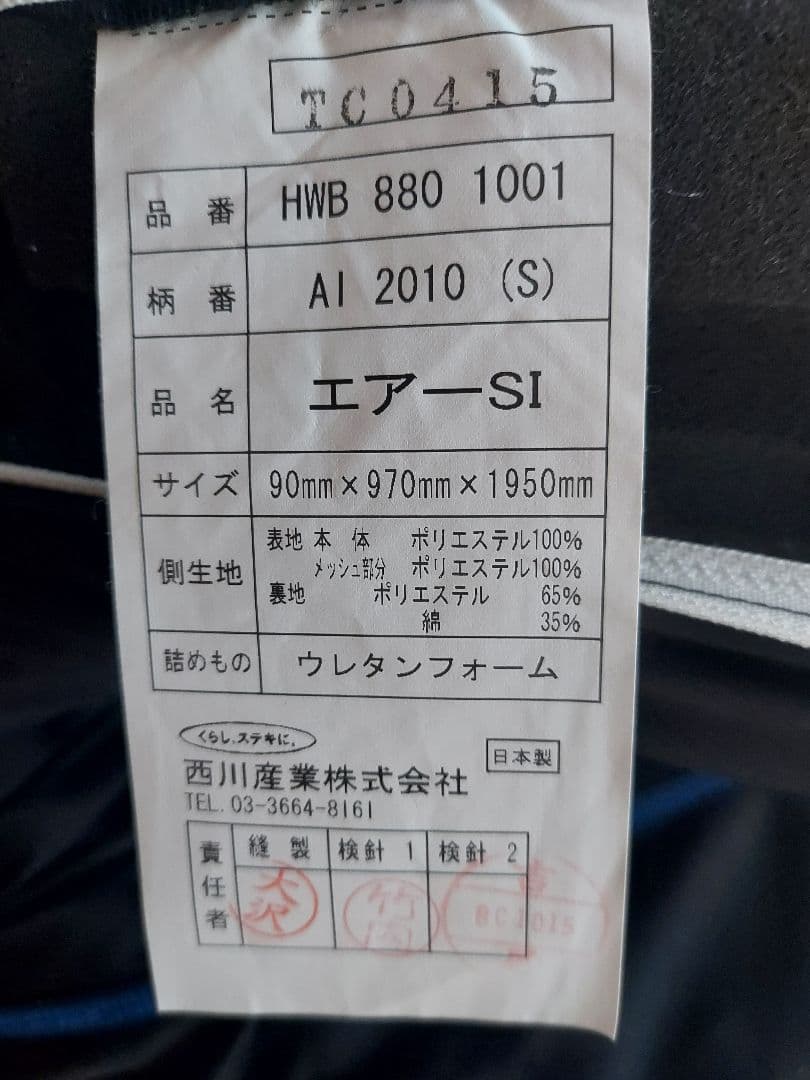 TC0415
品 番 HWB 880 1001
柄 番 AI 2010 (S)
品 名 エアーSI
サイズ 90mm×970mm×1950mm
側生地 表地 本 体 ポリエステル100%
メッシュ部分 ポリエステル100%
裏地 ポリエステル 65%
綿 35%
詰めもの ウレタンフォーム
くらし、ステキに。
日本製
西川産業株式会社
TEL. 03-3664-8161
責任者 縫 製 検針 1 検針 2
大沢 竹内